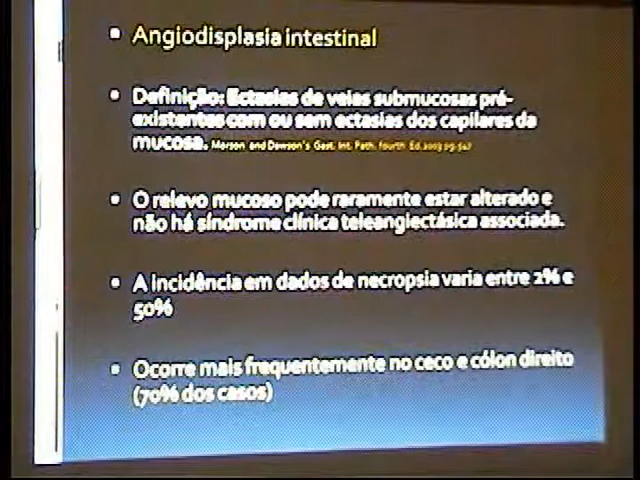 Angiodisplasia intestinal
Definição: Ectasias de veias submucosas pré-
existentes com ou sem ectasias dos capilares da
mucosa. Morson and Dawson's Gast. Int. Path. fourth Ed.2003 pg.547
O relevo mucoso pode raramente estar alterado e
não há síndrome clínica teleangiectásica associada.
A incidência em dados de necropsia varia entre 2% e
50%
Ocorre mais frequentemente no ceco e cólon direito
(70% dos casos)